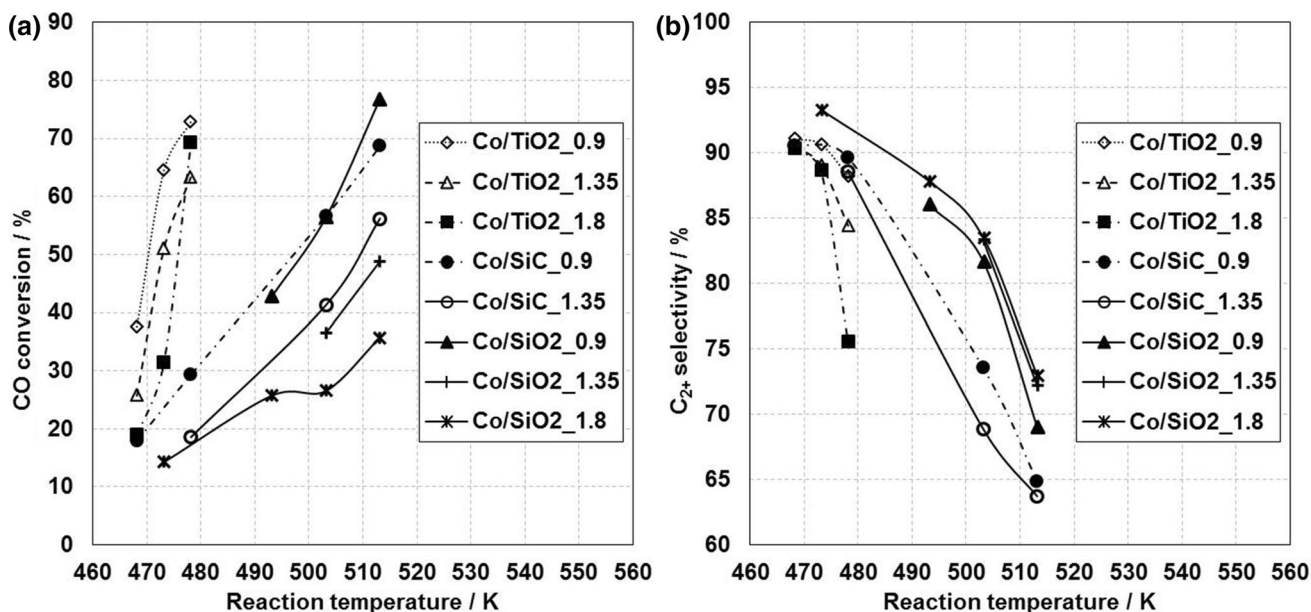 (a)
CO conversion / %
90
80
70
60
50
40
30
20
10
0
460 470 480 490 500 510 520 530 540 550 560
Reaction temperature / K
Co/TiO2_0.9
Co/TiO2_1.35
Co/TiO2_1.8
Co/SiC_0.9
Co/SiC_1.35
Co/SiO2_0.9
Co/SiO2_1.35
Co/SiO2_1.8
(b)
C₂₊ selectivity / %
100
95
90
85
80
75
70
65
60
460 470 480 490 500 510 520 530 540 550 560
Reaction temperature / K
Co/TiO2_0.9
Co/TiO2_1.35
Co/TiO2_1.8
Co/SiC_0.9
Co/SiC_1.35
Co/SiO2_0.9
Co/SiO2_1.35
Co/SiO2_1.8